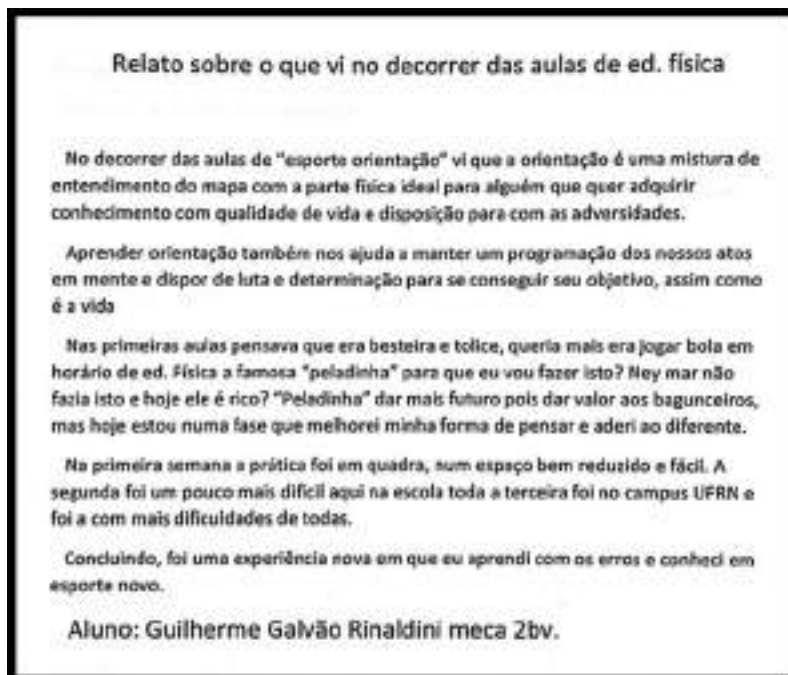 Relato sobre o que vi no decorrer das aulas de ed. física
No decorrer das aulas de "esporte orientação" vi que a orientação é uma mistura de
entendimento do mapa com a parte física ideal para alguém que quer adquirir
conhecimento com qualidade de vida e disposição para com as adversidades.
Aprender orientação também nos ajuda a manter um programação dos nossos atos
em mente e dispor de luta e determinação para se conseguir seu objetivo, assim como
é a vida
Nas primeiras aulas pensava que era besteira e tolice, queria mais era jogar bola em
horário de ed. Física a famosa "peladinha" para que eu vou fazer isto? Ney mar não
fazia isto e hoje ele é rico? "Peladinha" dar mais futuro pois dar valor aos bagunceiros,
mas hoje estou numa fase que melhorei minha forma de pensar e aderi ao diferente.
Na primeira semana a prática foi em quadra, num espaço bem reduzido e fácil. A
segunda foi um pouco mais difícil aqui na escola toda a terceira foi no campus UFRN e
foi a com mais dificuldades de todas.
Concluindo, foi uma experiência nova em que eu aprendi com os erros e conheci em
esporte novo.
Aluno: Guilherme Galvão Rinaldini meca 2bv.